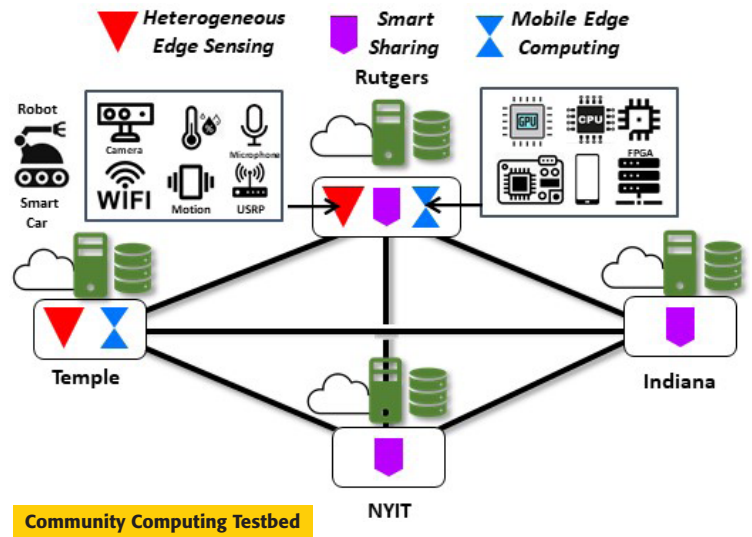 Heterogeneous
Edge Sensing
Smart
Sharing
Mobile Edge
Computing
Rutgers
Robot
Smart
Car
Camera
Microphone
WIFI
Motion
USRP
GPU
CPU
FPGA
Temple
Indiana
NYIT
Community Computing Testbed